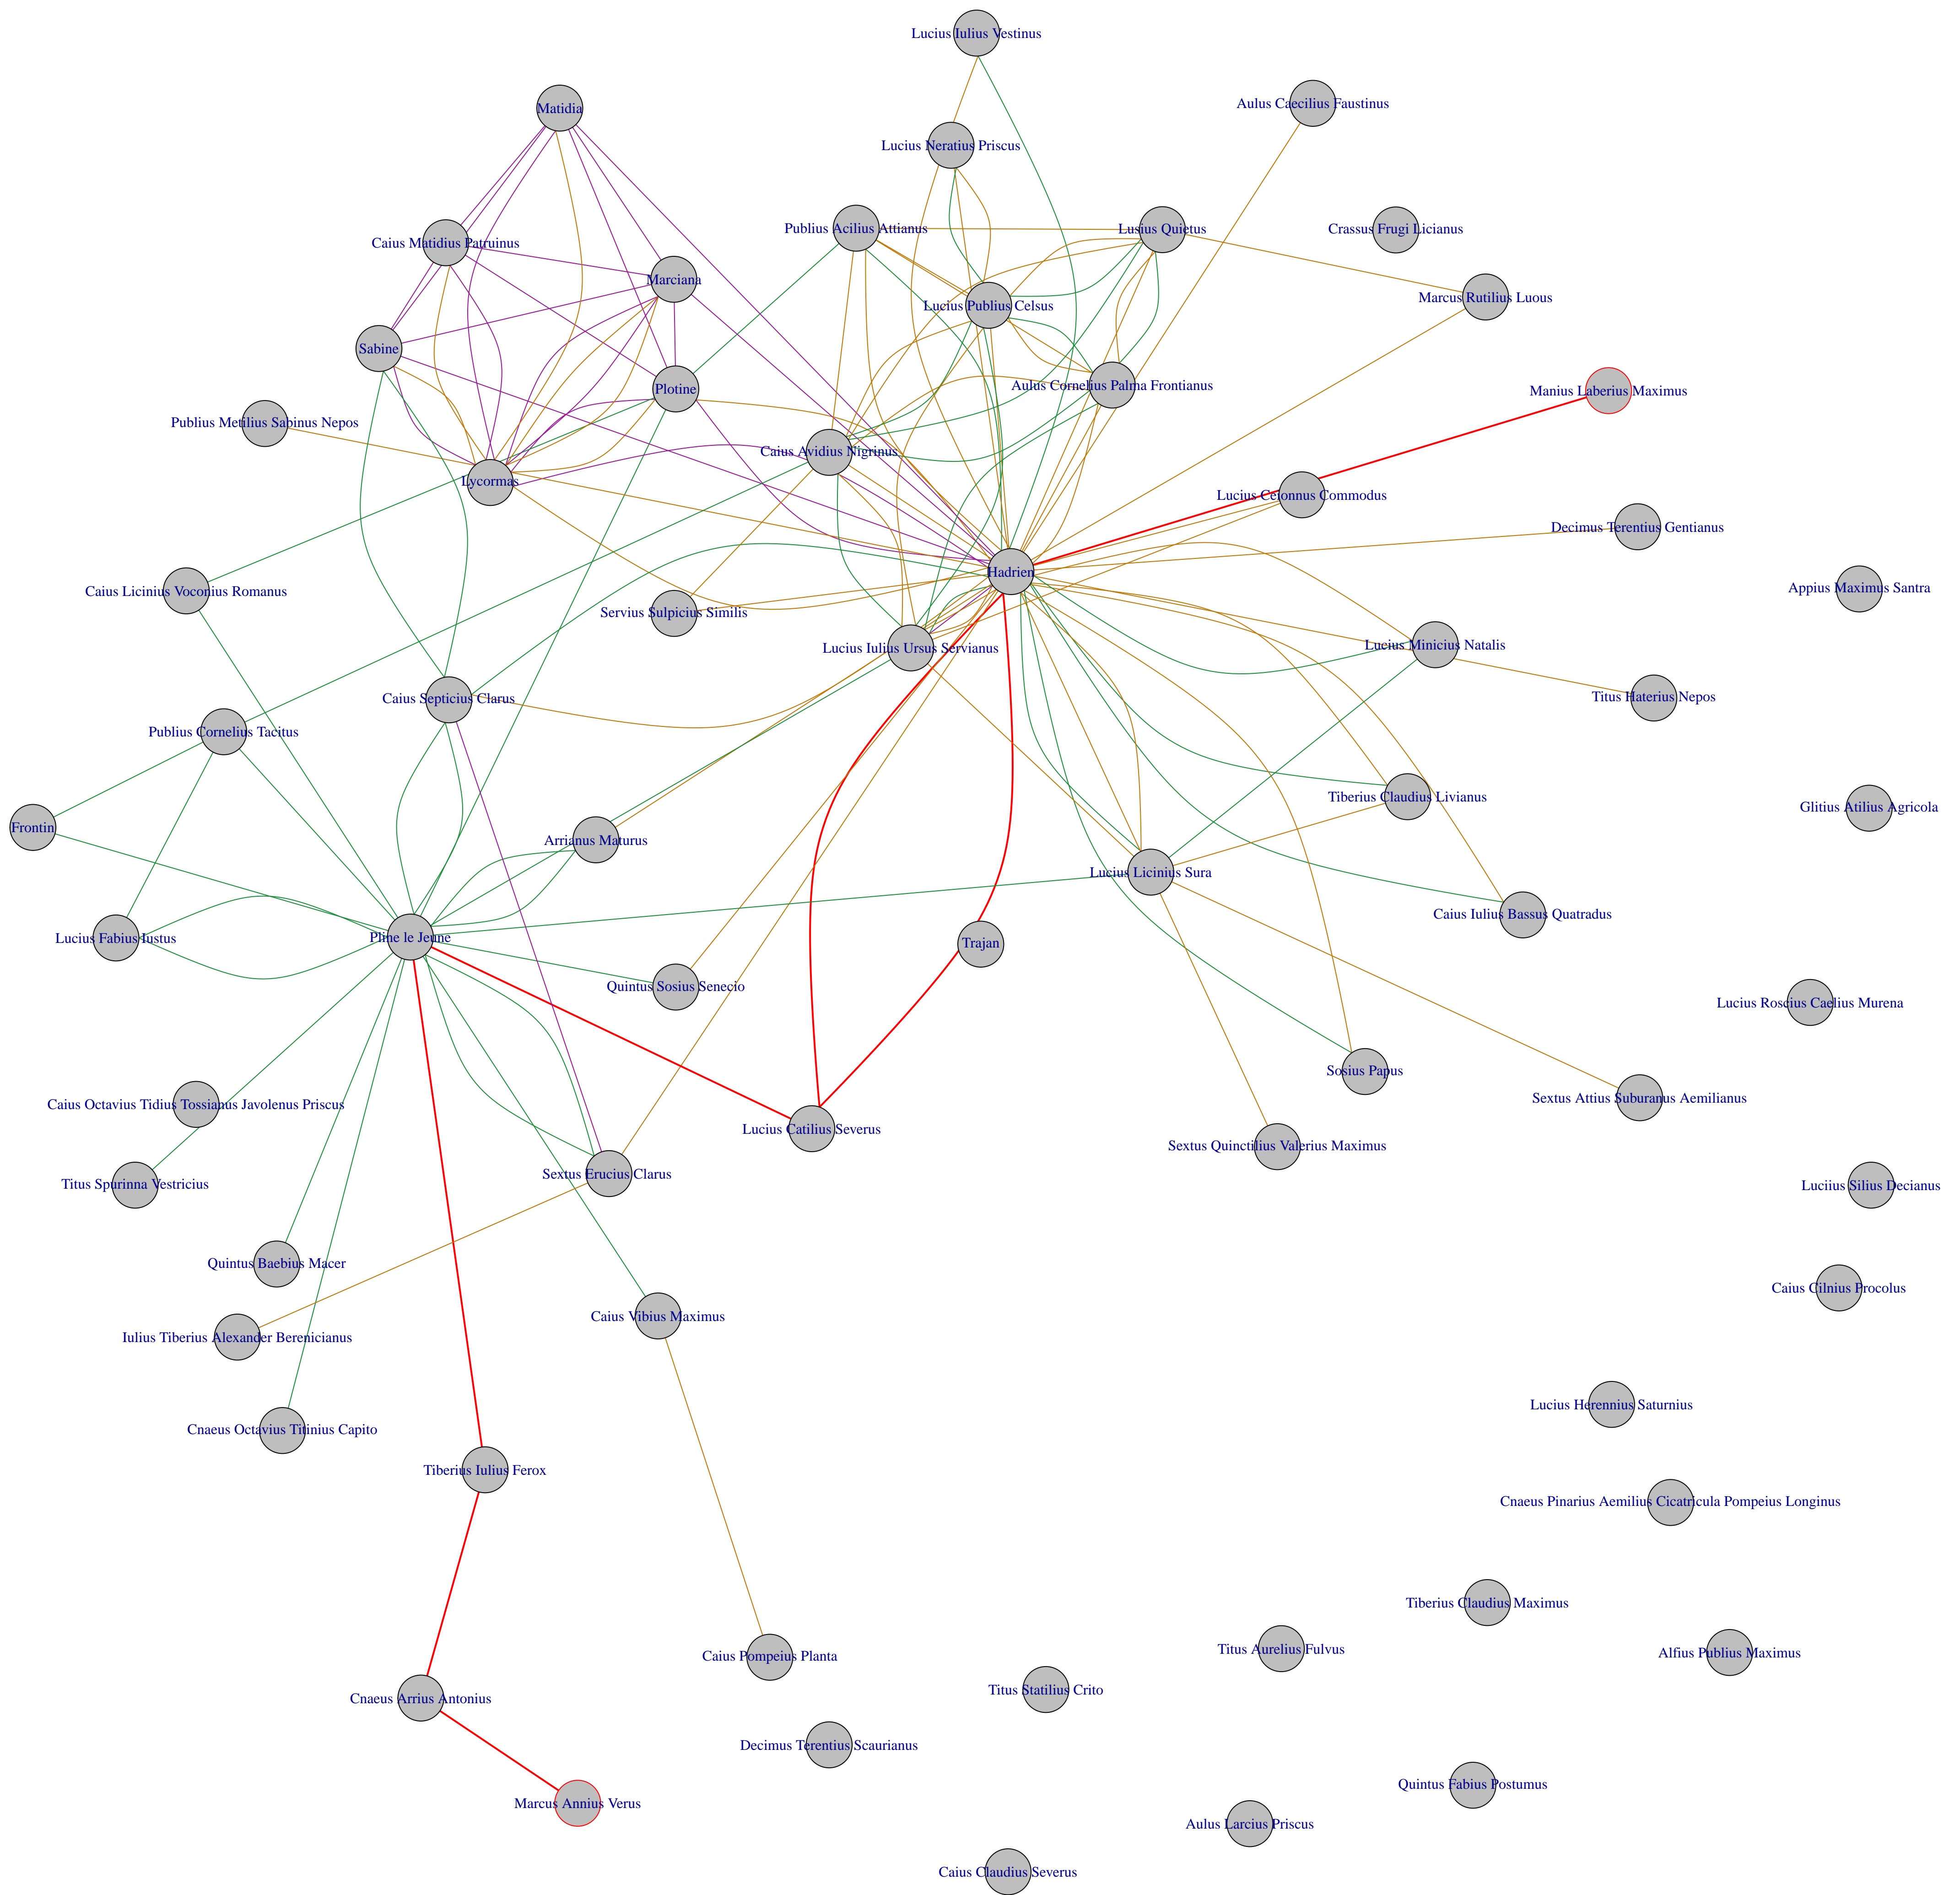 Lucius Iulius Vestinus
Aulus Caecilius Faustinus
Matidia
Lucius Neratius Priscus
Publius Acilius Attianus
Lusius Quietus
Crassus Frugi Licianus
Caius Matidius Patruinus
Marciana
Marcus Rutilius Luous
Lucius Publius Celsus
Sabine
Plotine
Aulus Cornelius Palma Frontianus
Manius Laberius Maximus
Publius Metilius Sabinus Nepos
Caius Avidius Nigrinus
Lycormas
Lucius Ceionnus Commodus
Decimus Terentius Gentianus
Hadrien
Caius Licinius Voconius Romanus
Appius Maximus Santra
Servius Sulpicius Similis
Lucius Iulius Ursus Servianus
Lucius Minicius Natalis
Caius Septicius Clarus
Titus Haterius Nepos
Publius Cornelius Tacitus
Tiberius Claudius Livianus
Glitius Atilius Agricola
Frontin
Arrianus Maturus
Lucius Licinius Sura
Caius Iulius Bassus Quatradus
Lucius Fabius Iustus
Pline le Jeune
Trajan
Quintus Sosius Senecio
Lucius Roscius Caelius Murena
Sosius Papus
Caius Octavius Tidius Tossianus Javolenus Priscus
Sextus Attius Suburanus Aemilianus
Lucius Catilius Severus
Sextus Quinctilius Valerius Maximus
Sextus Erucius Clarus
Titus Spurinna Vestricius
Luciius Silius Decianus
Quintus Baebius Macer
Caius Cilnius Procolus
Caius Vibius Maximus
Iulius Tiberius Alexander Berenicianus
Lucius Herennius Saturnius
Cnaeus Octavius Titinius Capito
Tiberius Iulius Ferox
Cnaeus Pinarius Aemilius Cicatricula Pompeius Longinus
Tiberius Claudius Maximus
Titus Aurelius Fulvus
Alfius Publius Maximus
Caius Pompeius Planta
Titus Statilius Crito
Cnaeus Arrius Antonius
Decimus Terentius Scaurianus
Quintus Fabius Postumus
Marcus Annius Verus
Aulus Larcius Priscus
Caius Claudius Severus